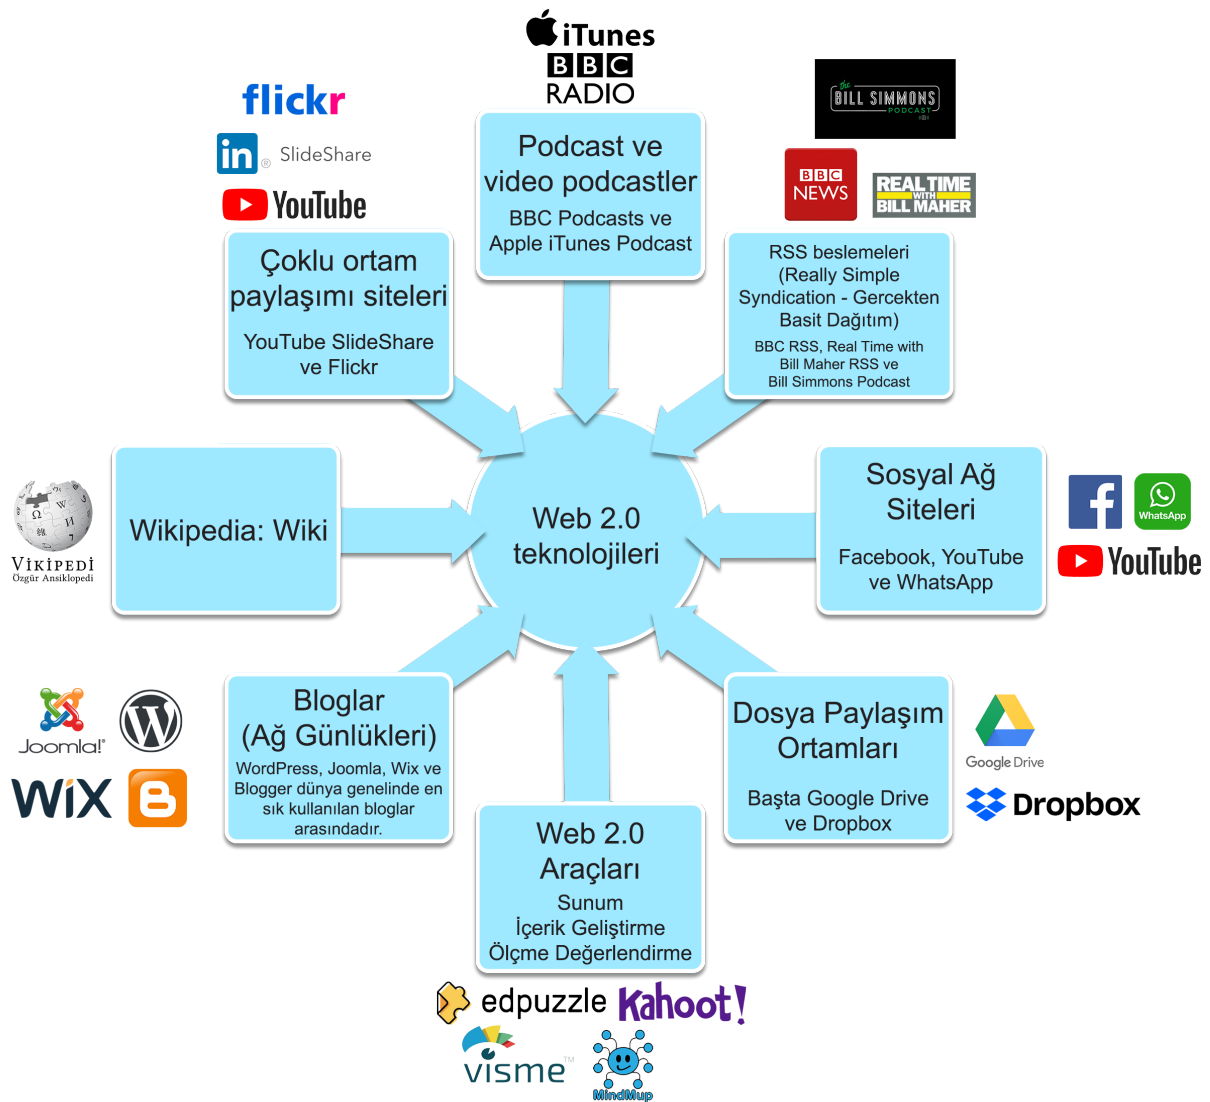 iTunes
BBC
RADIO
Podcast ve
video podcastler
BBC Podcasts ve
Apple iTunes Podcast
the
BILL SIMMONS
PODCAST
BBC
NEWS
REAL TIME
WITH
BILL MAHER
RSS beslemeleri
(Really Simple
Syndication - Gercekten
Basit Dağıtım)
BBC RSS, Real Time with
Bill Maher RSS ve
Bill Simmons Podcast
flickr
in® SlideShare
YouTube
Çoklu ortam
paylaşımı siteleri
YouTube SlideShare
ve Flickr
Web 2.0
teknolojileri
Sosyal Ağ
Siteleri
Facebook, YouTube
ve WhatsApp
f
WhatsApp
YouTube
Ω
W
И
VİKİPEDİ
Özgür Ansiklopedi
Wikipedia: Wiki
Joomla!®
W
WiX
B
Bloglar
(Ağ Günlükleri)
WordPress, Joomla, Wix ve
Blogger dünya genelinde en
sık kullanılan bloglar
arasındadır.
Dosya Paylaşım
Ortamları
Başta Google Drive
ve Dropbox
Google Drive
Dropbox
Web 2.0
Araçları
Sunum
İçerik Geliştirme
Ölçme Değerlendirme
edpuzzle
Kahoot!
visme™
MindMup